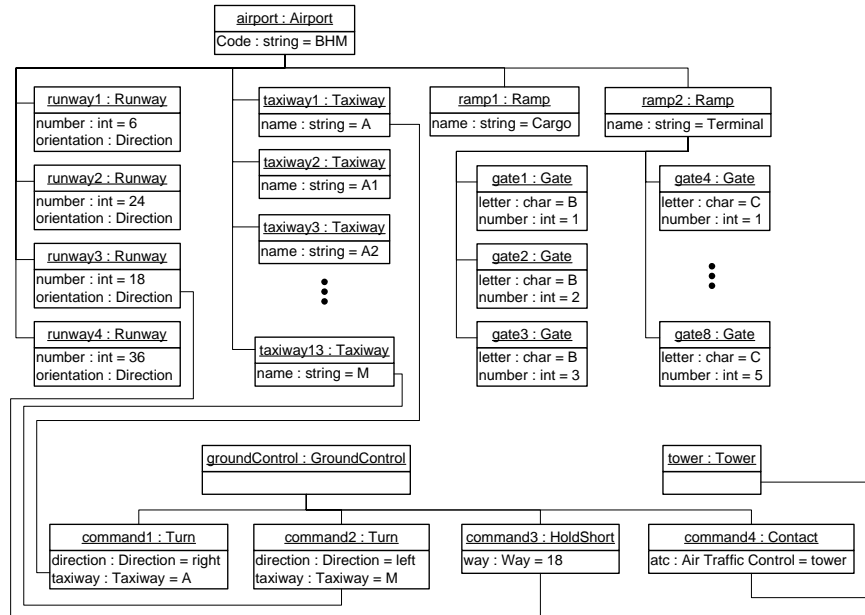 airport : Airport
Code : string = BHM
runway1 : Runway
number : int = 6
orientation : Direction
runway2 : Runway
number : int = 24
orientation : Direction
runway3 : Runway
number : int = 18
orientation : Direction
runway4 : Runway
number : int = 36
orientation : Direction
taxiway1 : Taxiway
name : string = A
taxiway2 : Taxiway
name : string = A1
taxiway3 : Taxiway
name : string = A2
taxiway13 : Taxiway
name : string = M
ramp1 : Ramp
name : string = Cargo
ramp2 : Ramp
name : string = Terminal
gate1 : Gate
letter : char = B
number : int = 1
gate2 : Gate
letter : char = B
number : int = 2
gate3 : Gate
letter : char = B
number : int = 3
gate4 : Gate
letter : char = C
number : int = 1
gate8 : Gate
letter : char = C
number : int = 5
groundControl : GroundControl
tower : Tower
command1 : Turn
direction : Direction = right
taxiway : Taxiway = A
command2 : Turn
direction : Direction = left
taxiway : Taxiway = M
command3 : HoldShort
way : Way = 18
command4 : Contact
atc : Air Traffic Control = tower